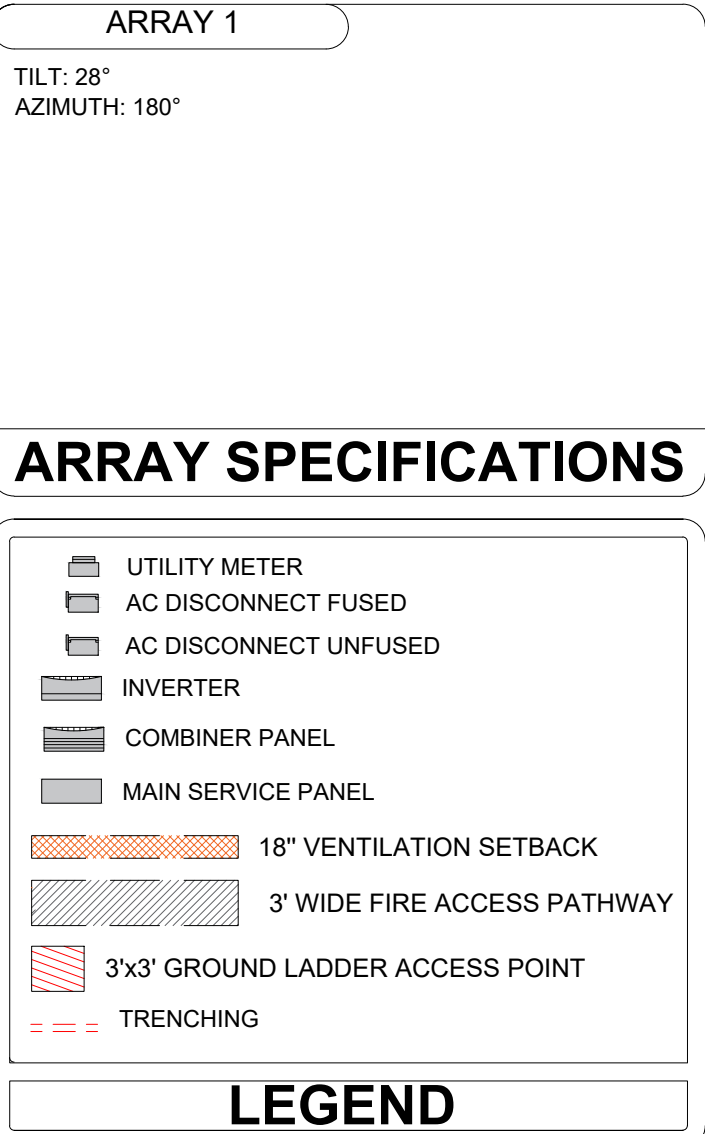 ARRAY 1
TILT: 28°
AZIMUTH: 180°
ARRAY SPECIFICATIONS
UTILITY METER
AC DISCONNECT FUSED
AC DISCONNECT UNFUSED
INVERTER
COMBINER PANEL
MAIN SERVICE PANEL
18" VENTILATION SETBACK
3' WIDE FIRE ACCESS PATHWAY
3'x3' GROUND LADDER ACCESS POINT
TRENCHING
LEGEND